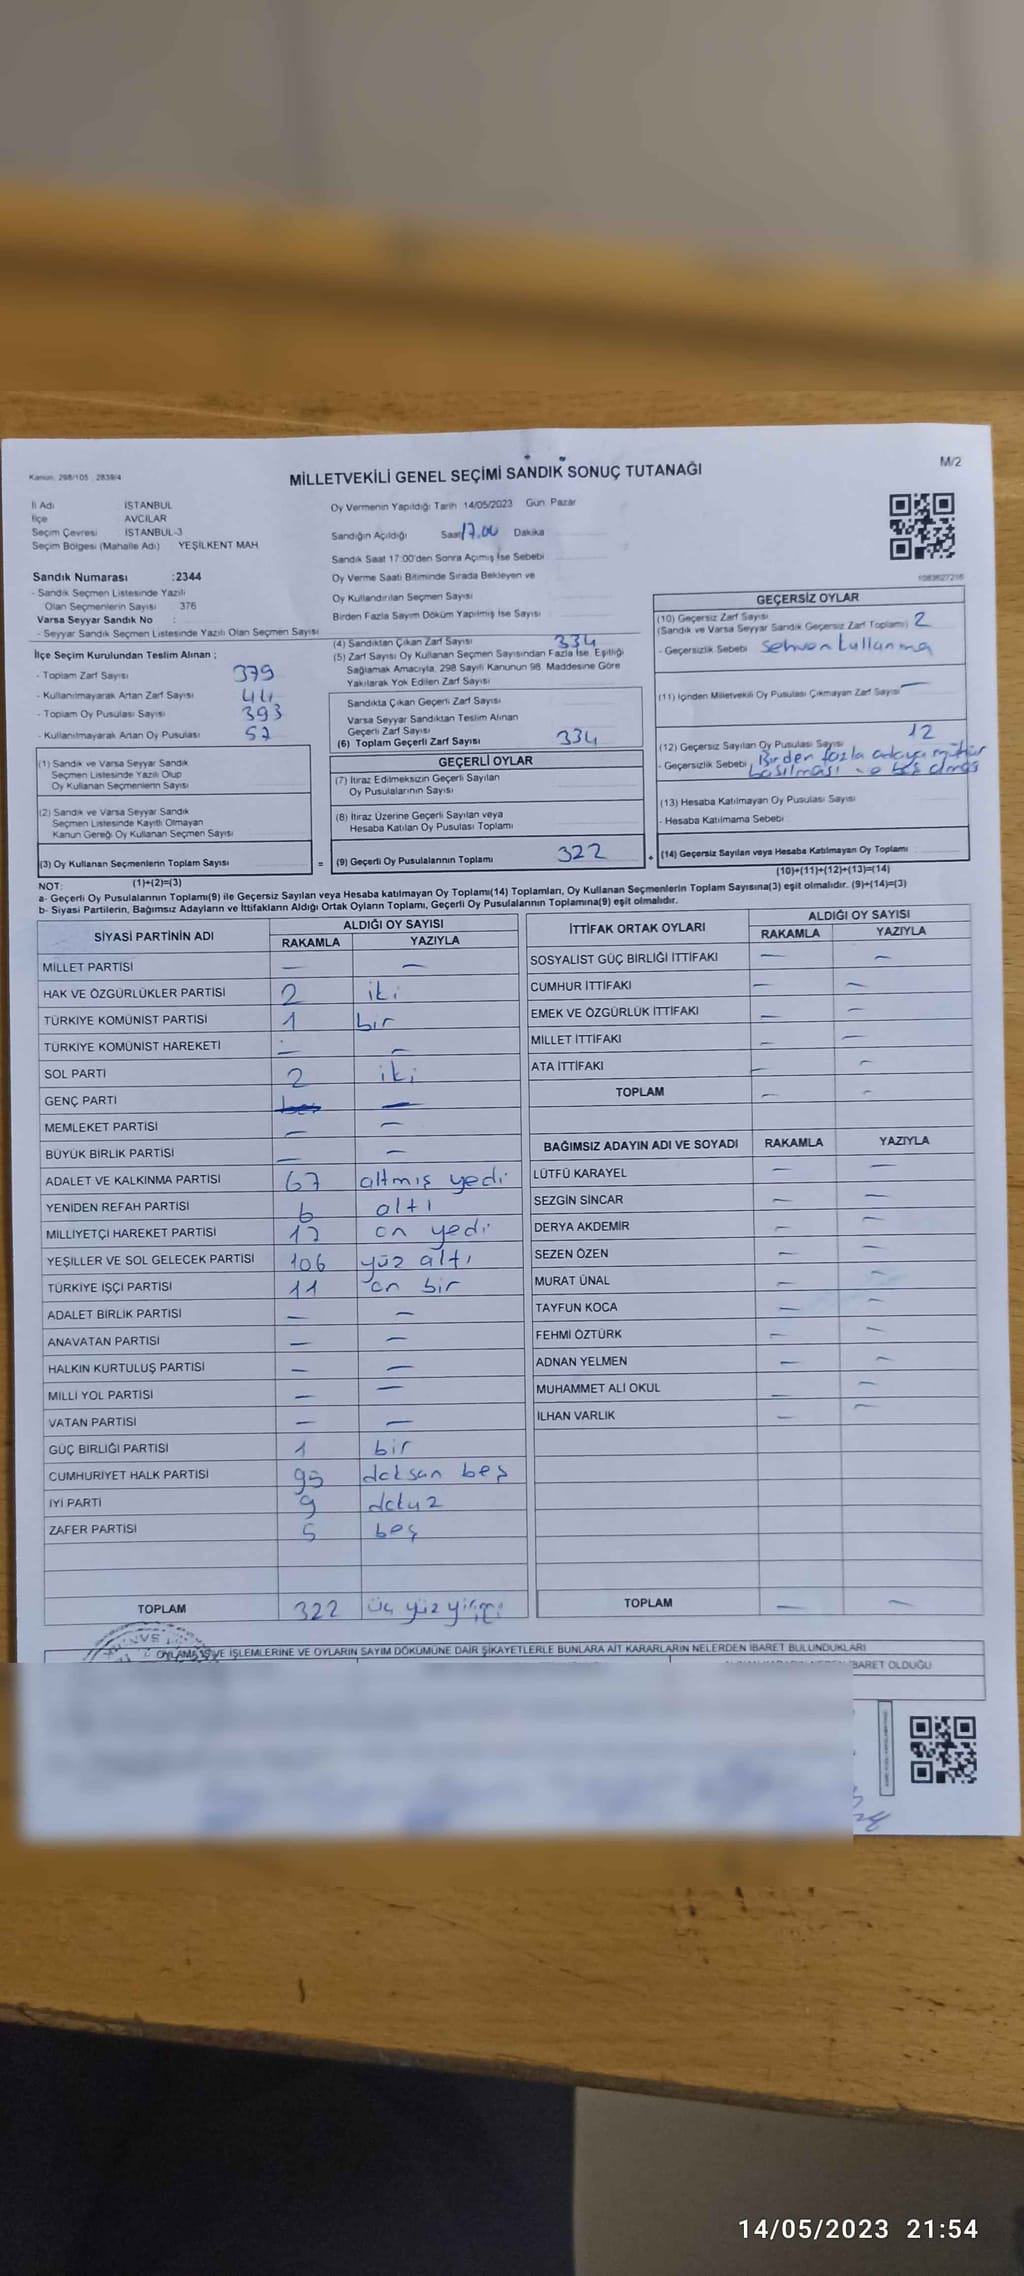 Kanun: 298/105 , 2839/4
MİLLETVEKİLİ GENEL SEÇİMİ SANDIK SONUÇ TUTANAĞI
M/2
İl Adı İSTANBUL
İlçe AVCILAR
Seçim Çevresi İSTANBUL-3
Seçim Bölgesi (Mahalle Adı) YEŞİLKENT MAH
Oy Vermenin Yapıldığı Tarih 14/05/2023 Gün Pazar
Sandığın Açıldığı Saat 17.00 Dakika
Sandık Saat 17:00'den Sonra Açılmış İse Sebebi
Oy Verme Saati Bitiminde Sırada Bekleyen ve
Oy Kullandırılan Seçmen Sayısı
Birden Fazla Sayım Döküm Yapılmış İse Sayısı
Sandık Numarası :2344
- Sandık Seçmen Listesinde Yazılı
Olan Seçmenlerin Sayısı 376
Varsa Seyyar Sandık No :
- Seyyar Sandık Seçmen Listesinde Yazılı Olan Seçmen Sayısı
İlçe Seçim Kurulundan Teslim Alınan ;
- Toplam Zarf Sayısı 379
- Kullanılmayarak Artan Zarf Sayısı 44
- Toplam Oy Pusulası Sayısı 393
- Kullanılmayarak Artan Oy Pusulası 57
(1) Sandık ve Varsa Seyyar Sandık
Seçmen Listesinde Yazılı Olup
Oy Kullanan Seçmenlerin Sayısı
(2) Sandık ve Varsa Seyyar Sandık
Seçmen Listesinde Kayıtlı Olmayan
Kanun Gereği Oy Kullanan Seçmen Sayısı
(3) Oy Kullanan Seçmenlerin Toplam Sayısı =
(1)+(2)=(3)
(4) Sandıktan Çıkan Zarf Sayısı 334
(5) Zarf Sayısı Oy Kullanan Seçmen Sayısından Fazla İse, Eşitliği
Sağlamak Amacıyla, 298 Sayılı Kanunun 98. Maddesine Göre
Yakılarak Yok Edilen Zarf Sayısı
Sandıkta Çıkan Geçerli Zarf Sayısı
Varsa Seyyar Sandıktan Teslim Alınan
Geçerli Zarf Sayısı
(6) Toplam Geçerli Zarf Sayısı 334
GEÇERLİ OYLAR
(7) İtiraz Edilmeksizin Geçerli Sayılan
Oy Pusulalarının Sayısı
(8) İtiraz Üzerine Geçerli Sayılan veya
Hesaba Katılan Oy Pusulası Toplamı
(9) Geçerli Oy Pusulalarının Toplamı 322 +
GEÇERSİZ OYLAR
(10) Geçersiz Zarf Sayısı
(Sandık ve Varsa Seyyar Sandık Geçersiz Zarf Toplamı) 2
- Geçersizlik Sebebi Sehven kullanma
(11) İçinden Milletvekili Oy Pusulası Çıkmayan Zarf Sayısı —
(12) Geçersiz Sayılan Oy Pusulası Sayısı 12
- Geçersizlik Sebebi Birden fazla alana mühür
basılması ve boş olması
(13) Hesaba Katılmayan Oy Pusulası Sayısı
- Hesaba Katılmama Sebebi
(14) Geçersiz Sayılan veya Hesaba Katılmayan Oy Toplamı
(10)+(11)+(12)+(13)=(14)
NOT:
a- Geçerli Oy Pusulalarının Toplamı(9) ile Geçersiz Sayılan veya Hesaba katılmayan Oy Toplamı(14) Toplamları, Oy Kullanan Seçmenlerin Toplam Sayısına(3) eşit olmalıdır. (9)+(14)=(3)
b- Siyasi Partilerin, Bağımsız Adayların ve İttifakların Aldığı Ortak Oyların Toplamı, Geçerli Oy Pusulalarının Toplamına(9) eşit olmalıdır.
SİYASİ PARTİNİN ADI ALDIĞI OY SAYISI
RAKAMLA YAZIYLA
MİLLET PARTİSİ — —
HAK VE ÖZGÜRLÜKLER PARTİSİ 2 iki
TÜRKİYE KOMÜNİST PARTİSİ 1 bir
TÜRKİYE KOMÜNİST HAREKETİ — —
SOL PARTİ 2 iki
GENÇ PARTİ —
MEMLEKET PARTİSİ — —
BÜYÜK BİRLİK PARTİSİ — —
ADALET VE KALKINMA PARTİSİ 67 altmış yedi
YENİDEN REFAH PARTİSİ 6 altı
MİLLİYETÇİ HAREKET PARTİSİ 17 on yedi
YEŞİLLER VE SOL GELECEK PARTİSİ 106 yüz altı
TÜRKİYE İŞÇİ PARTİSİ 11 on bir
ADALET BİRLİK PARTİSİ — —
ANAVATAN PARTİSİ — —
HALKIN KURTULUŞ PARTİSİ — —
MİLLİ YOL PARTİSİ — —
VATAN PARTİSİ — —
GÜÇ BİRLİĞİ PARTİSİ 1 bir
CUMHURİYET HALK PARTİSİ 95 doksan beş
İYİ PARTİ 9 dokuz
ZAFER PARTİSİ 5 beş
TOPLAM 322 üç yüz yirmi
İTTİFAK ORTAK OYLARI ALDIĞI OY SAYISI
RAKAMLA YAZIYLA
SOSYALİST GÜÇ BİRLİĞİ İTTİFAKI — —
CUMHUR İTTİFAKI — —
EMEK VE ÖZGÜRLÜK İTTİFAKI — —
MİLLET İTTİFAKI — —
ATA İTTİFAKI — —
TOPLAM — —
BAĞIMSIZ ADAYIN ADI VE SOYADI RAKAMLA YAZIYLA
LÜTFÜ KARAYEL — —
SEZGİN SİNCAR — —
DERYA AKDEMİR — —
SEZEN ÖZEN — —
MURAT ÜNAL — —
TAYFUN KOCA — —
FEHMİ ÖZTÜRK — —
ADNAN YELMEN — —
MUHAMMET ALİ OKUL — —
İLHAN VARLIK — —
TOPLAM — —
OYLAMA İŞ VE İŞLEMLERİNE VE OYLARIN SAYIM DÖKÜMÜNE DAİR ŞİKAYETLERLE BUNLARA AİT KARARLARIN NELERDEN İBARET BULUNDUKLARI
İBARET OLDUĞU
14/05/2023 21:54